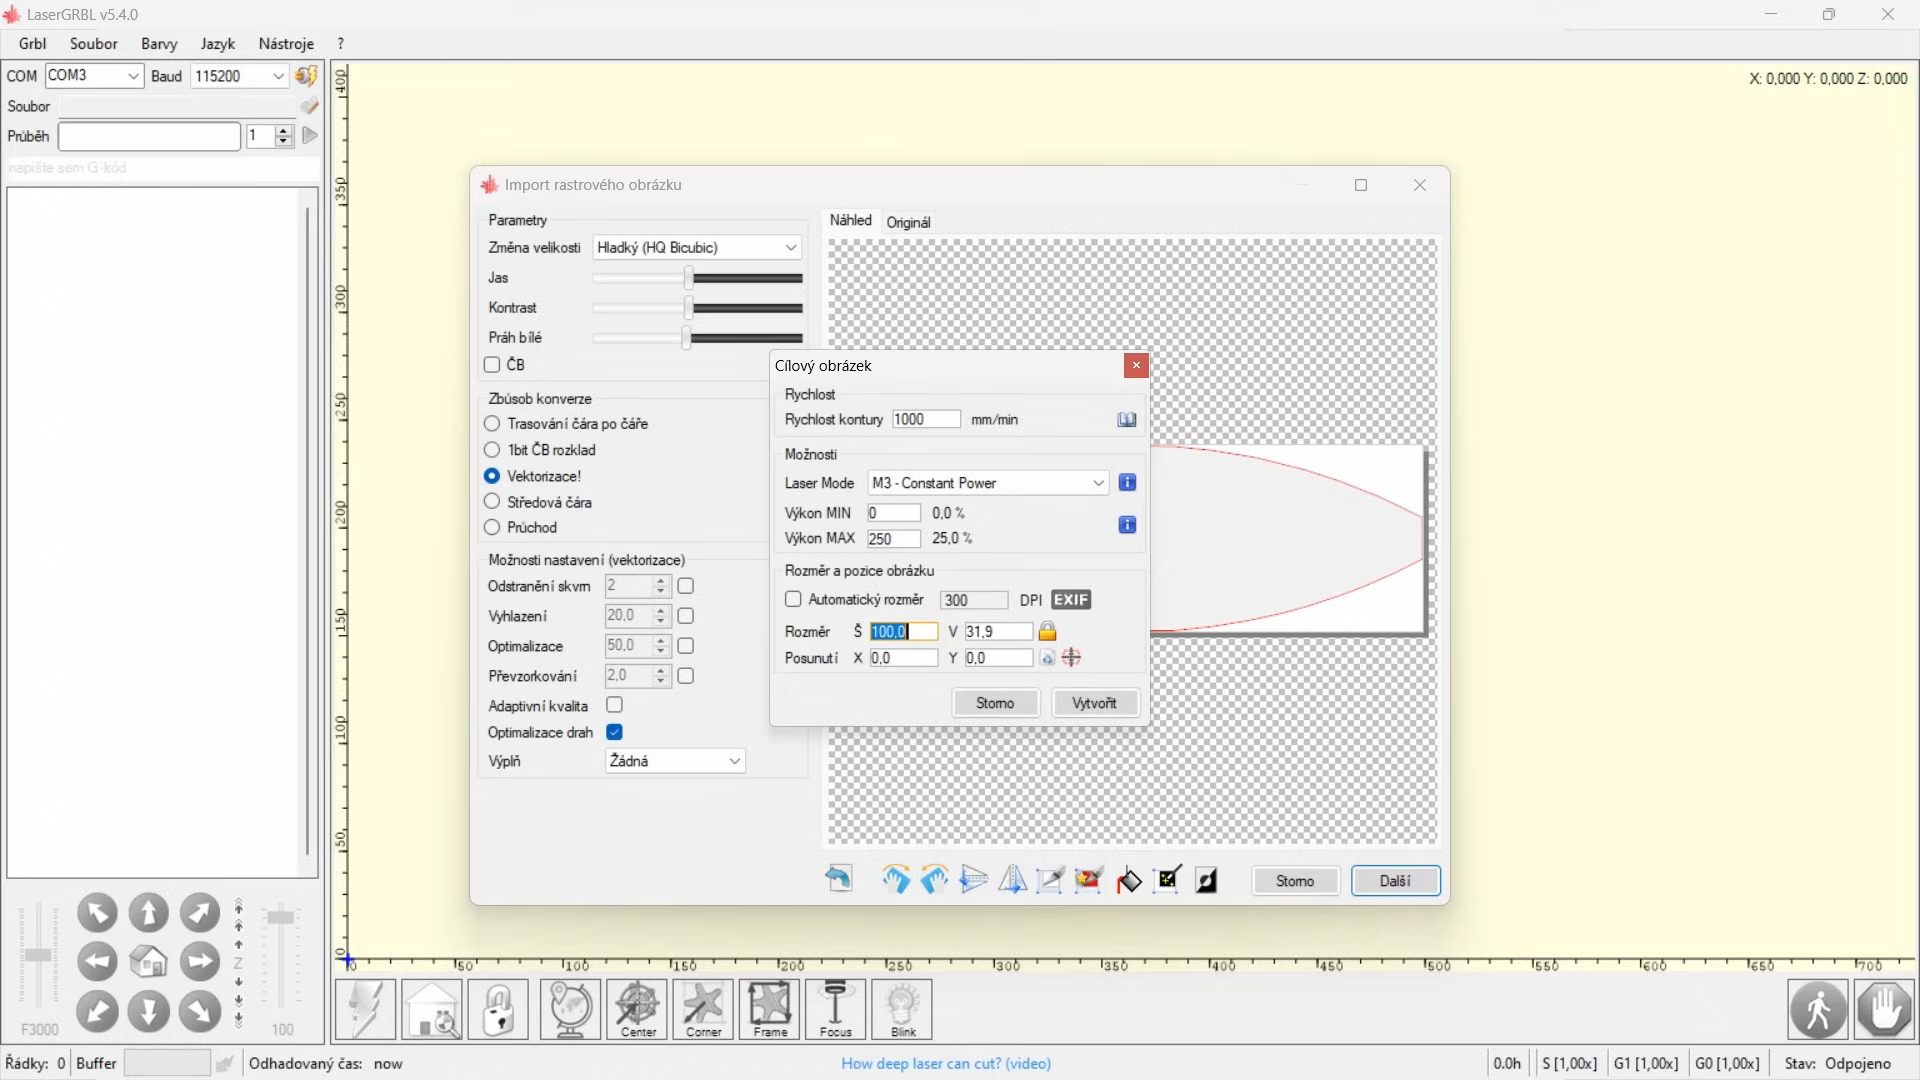 LaserGRBL v5.4.0
Grbl Soubor Barvy Jazyk Nástroje ?
COM COM3 Baud 115200
Soubor
Průběh 1
napište sem G-kód
X: 0,000 Y: 0,000 Z: 0,000
Import rastrového obrázku
Parametry
Změna velikosti Hladký (HQ Bicubic)
Jas
Kontrast
Práh bílé
ČB
Zbůsob konverze
Trasování čára po čáře
1bit ČB rozklad
Vektorizace!
Středová čára
Průchod
Možnosti nastavení (vektorizace)
Odstranění skvrn 2
Vyhlazení 20,0
Optimalizace 50,0
Převzorkování 2,0
Adaptivní kvalita
Optimalizace drah
Výplň Žádná
Náhled Originál
Cílový obrázek
Rychlost
Rychlost kontury 1000 mm/min
Možnosti
Laser Mode M3 - Constant Power
Výkon MIN 0 0,0 %
Výkon MAX 250 25,0 %
Rozměr a pozice obrázku
Automatický rozměr 300 DPI EXIF
Rozměr Š 100,0 V 31,9
Posunutí X 0,0 Y 0,0
Storno Vytvořit
Storno Další
400
350
300
250
200
150
100
50
0
0 50 100 150 200 250 300 350 400 450 500 550 600 650 700
Z
F3000 100
Center Corner Frame Focus Blink
Řádky: 0 Buffer Odhadovaný čas: now How deep laser can cut? (video) 0.0h S [1,00x] G1 [1,00x] G0 [1,00x] Stav: Odpojeno